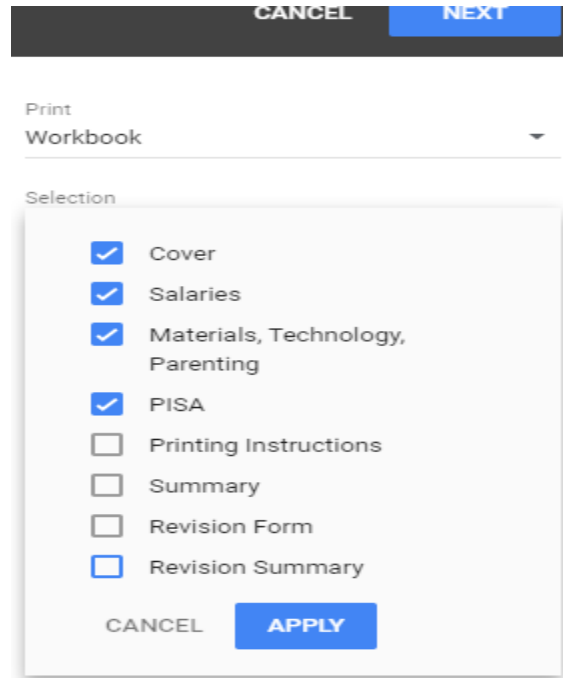 CANCEL NEXT
Print
Workbook
Selection
Cover
Salaries
Materials, Technology,
Parenting
PISA
Printing Instructions
Summary
Revision Form
Revision Summary
CANCEL APPLY